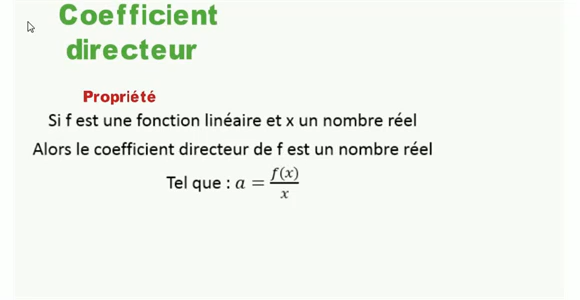 Coefficient
directeur
Propriété
Si f est une fonction linéaire et x un nombre réel
Alors le coefficient directeur de f est un nombre réel
Tel que : a = f(x)/x